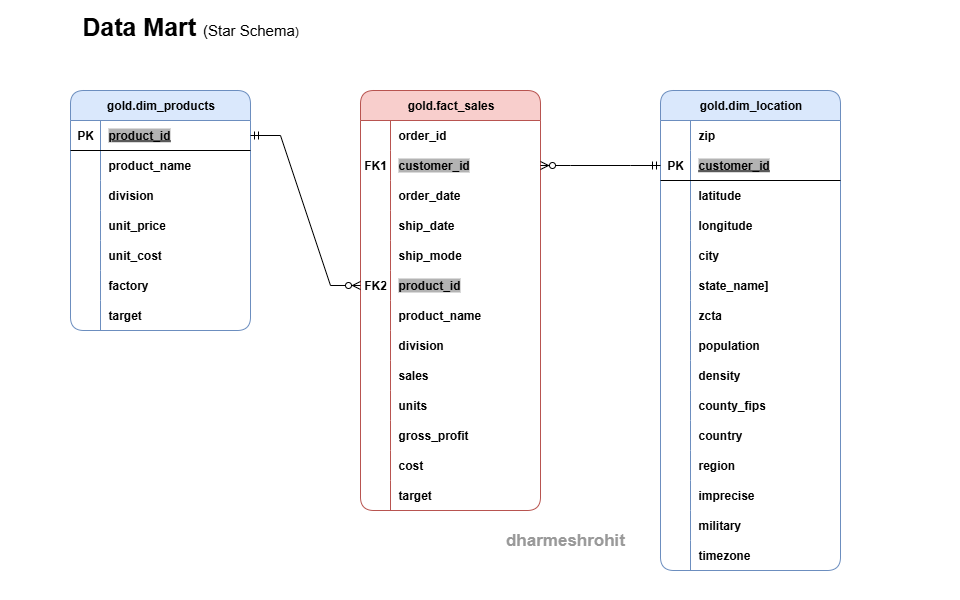 Data Mart (Star Schema)
gold.dim_products
PK product_id
product_name
division
unit_price
unit_cost
factory
target
gold.fact_sales
order_id
FK1 customer_id
order_date
ship_date
ship_mode
FK2 product_id
product_name
division
sales
units
gross_profit
cost
target
gold.dim_location
zip
PK customer_id
latitude
longitude
city
state_name]
zcta
population
density
county_fips
country
region
imprecise
military
timezone
dharmeshrohit